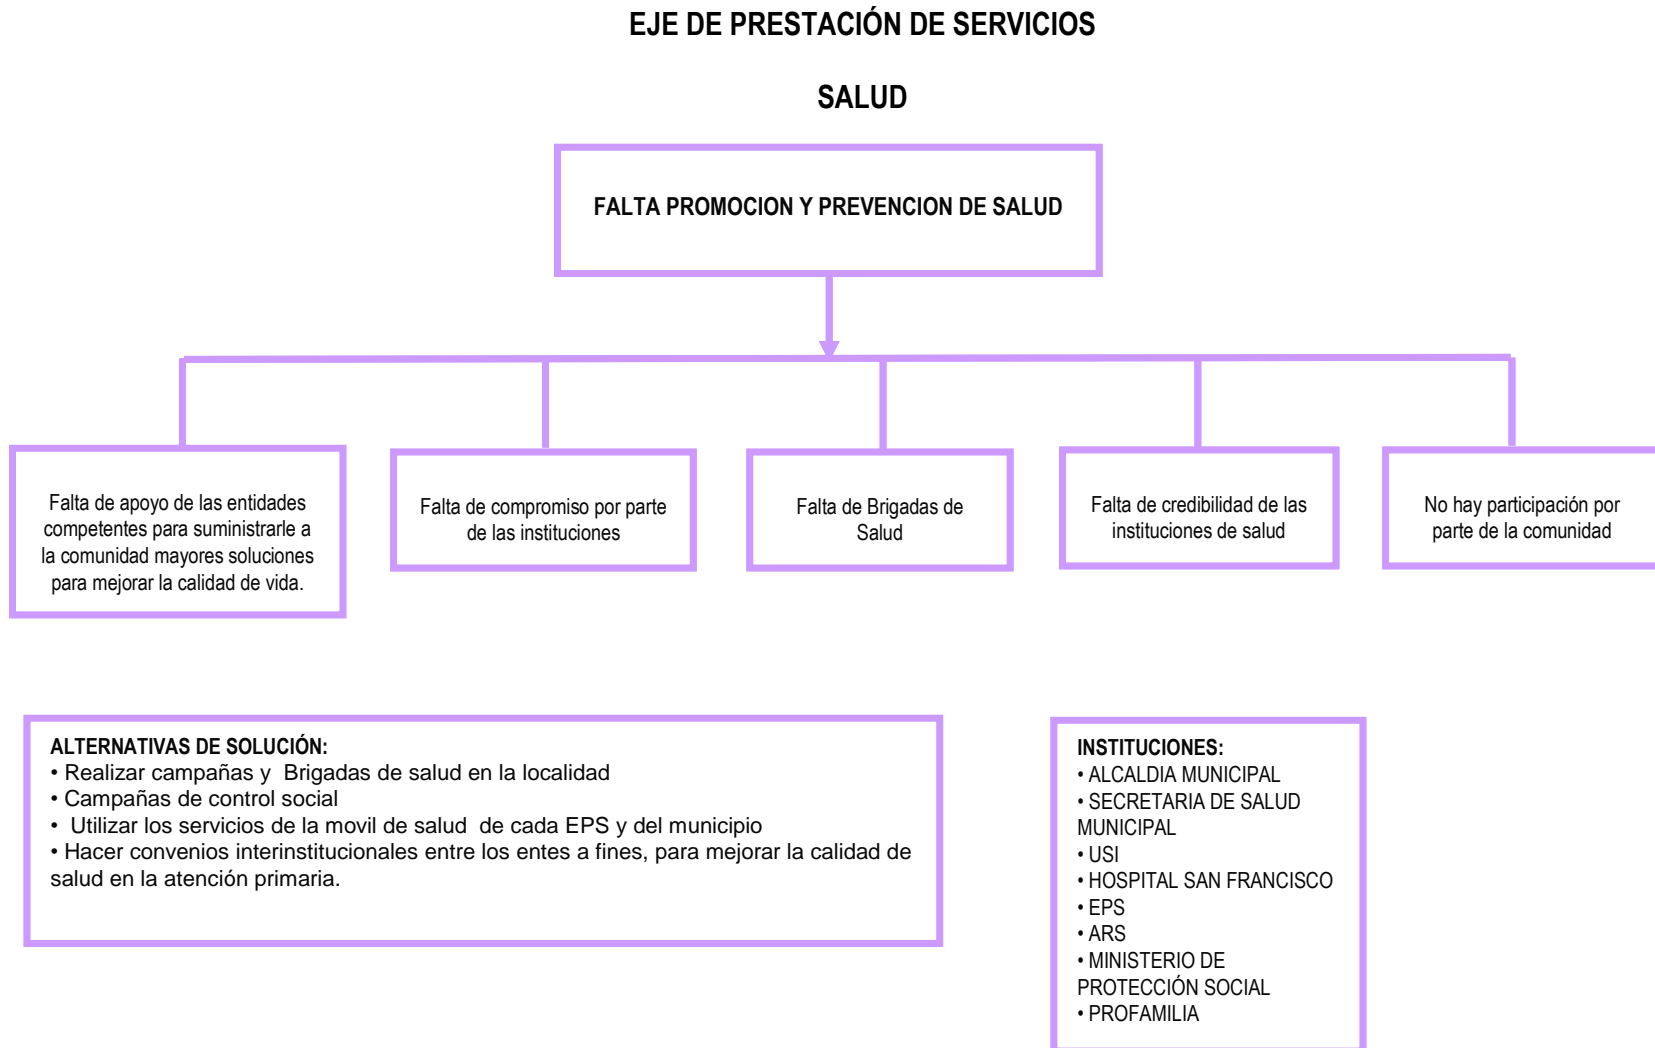 EJE DE PRESTACIÓN DE SERVICIOS
SALUD
FALTA PROMOCION Y PREVENCION DE SALUD
Falta de apoyo de las entidades
competentes para suministrarle a
la comunidad mayores soluciones
para mejorar la calidad de vida.
Falta de compromiso por parte
de las instituciones
Falta de Brigadas de
Salud
Falta de credibilidad de las
instituciones de salud
No hay participación por
parte de la comunidad
ALTERNATIVAS DE SOLUCIÓN:
• Realizar campañas y  Brigadas de salud en la localidad
• Campañas de control social
•  Utilizar los servicios de la movil de salud  de cada EPS y del municipio
• Hacer convenios interinstitucionales entre los entes a fines, para mejorar la calidad de
salud en la atención primaria.
INSTITUCIONES:
• ALCALDIA MUNICIPAL
• SECRETARIA DE SALUD
MUNICIPAL
• USI
• HOSPITAL SAN FRANCISCO
• EPS
• ARS
• MINISTERIO DE
PROTECCIÓN SOCIAL
• PROFAMILIA